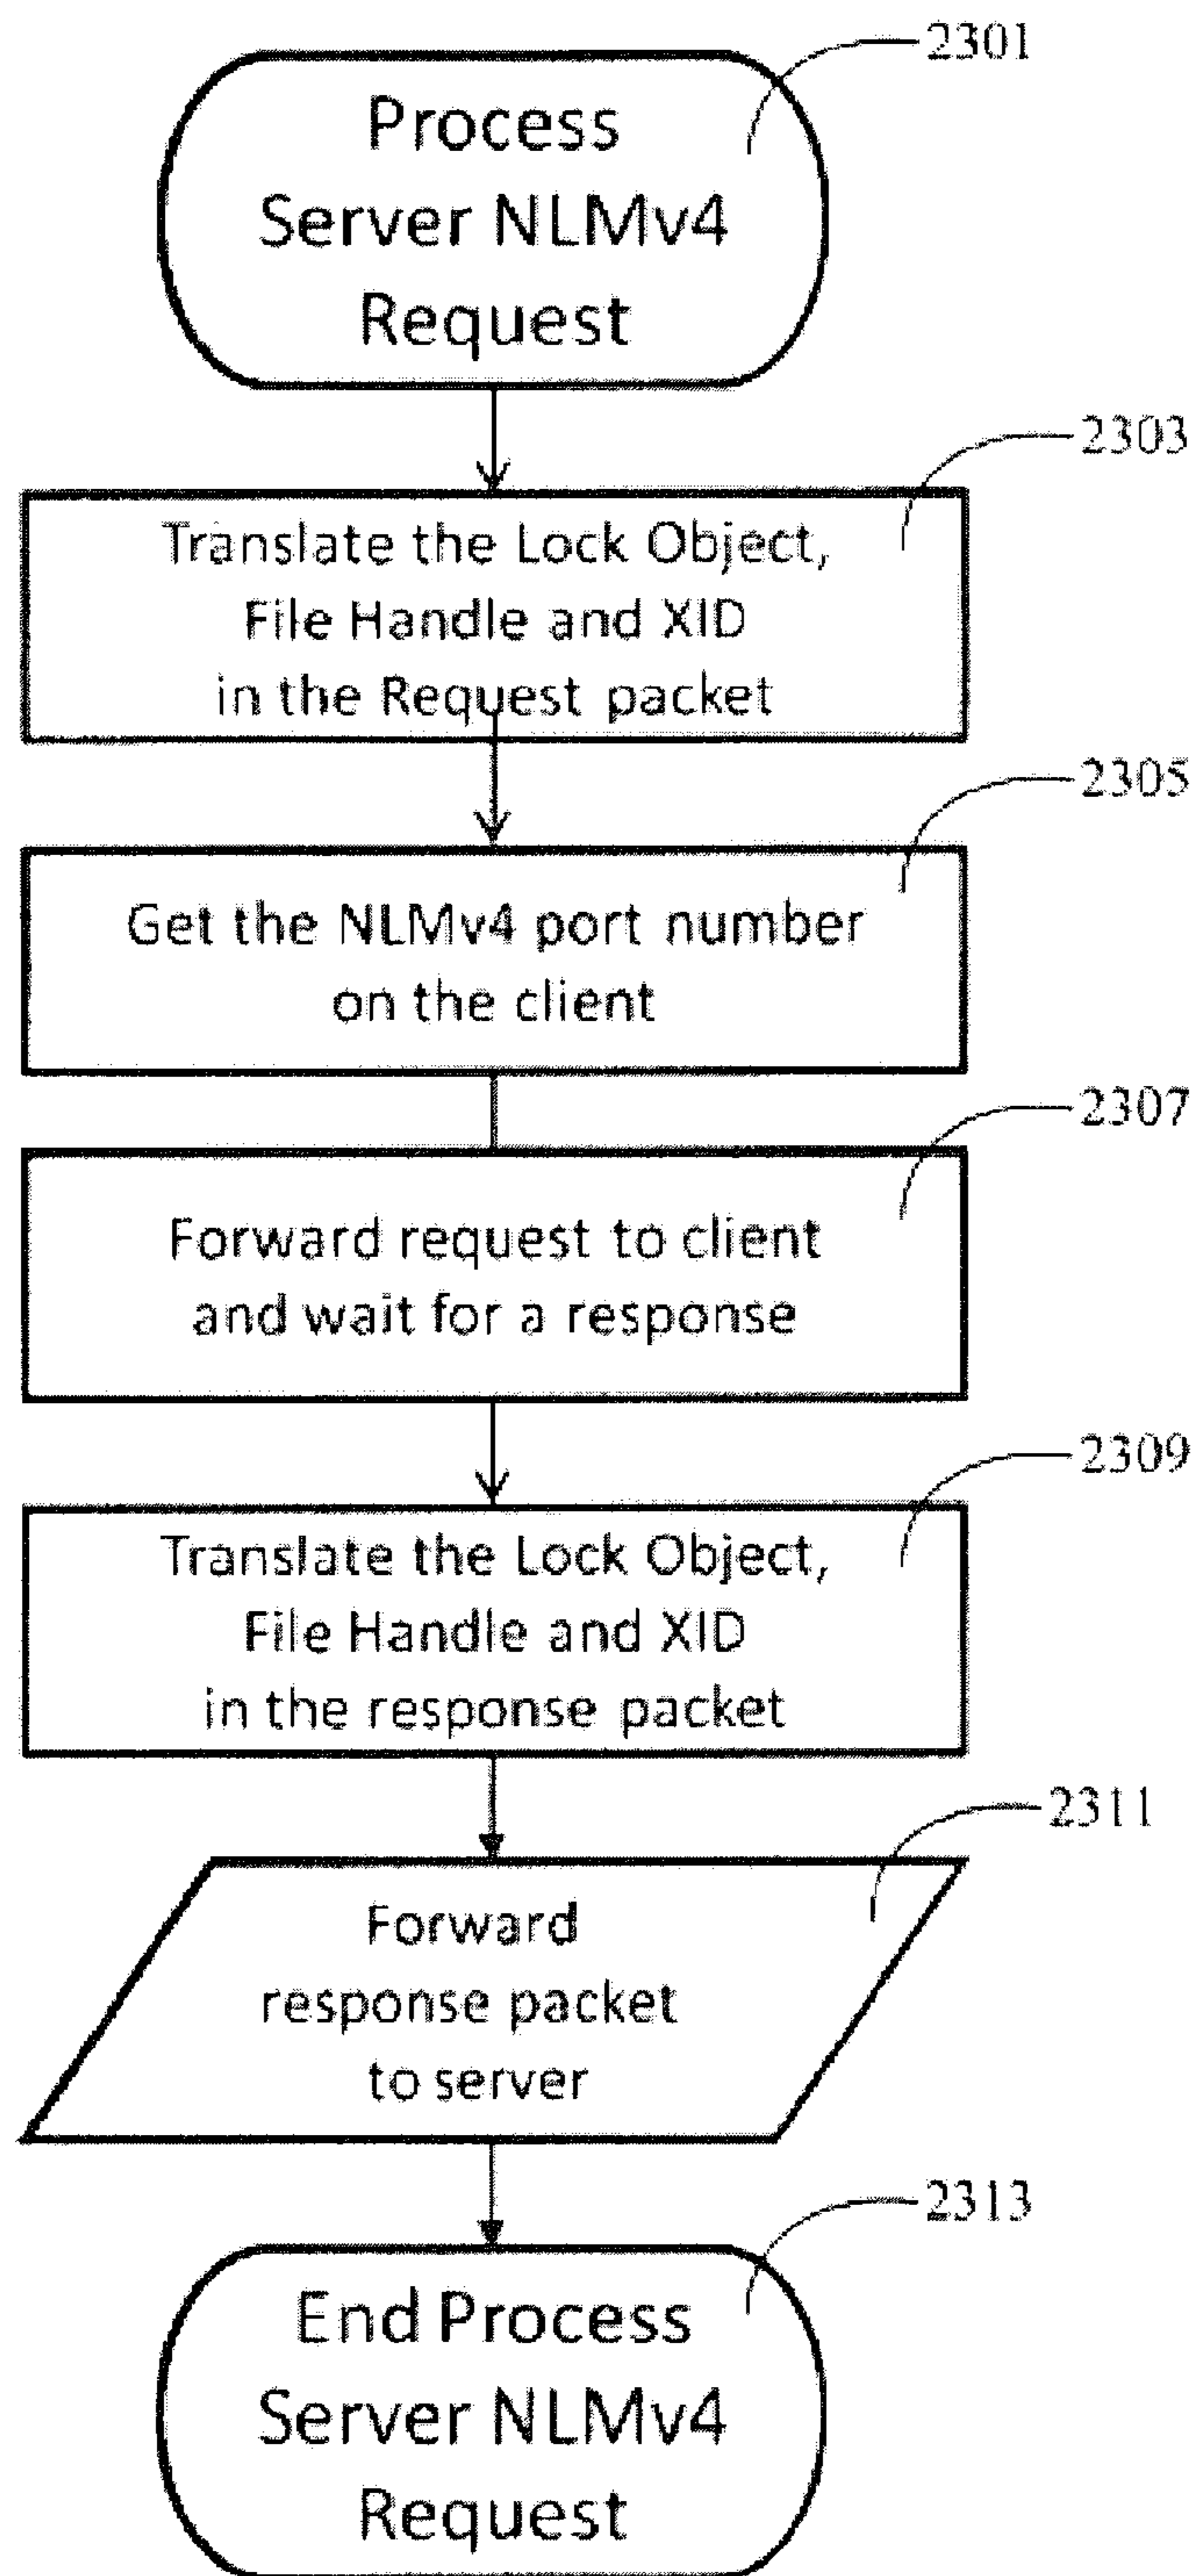 2301
Process
Server NLMv4
Request
2303
Translate the Lock Object,
File Handle and XID
in the Request packet
2305
Get the NLMv4 port number
on the client
2307
Forward request to client
and wait for a response
2309
Translate the Lock Object,
File Handle and XID
in the response packet
2311
Forward
response packet
to server
2313
End Process
Server NLMv4
Request